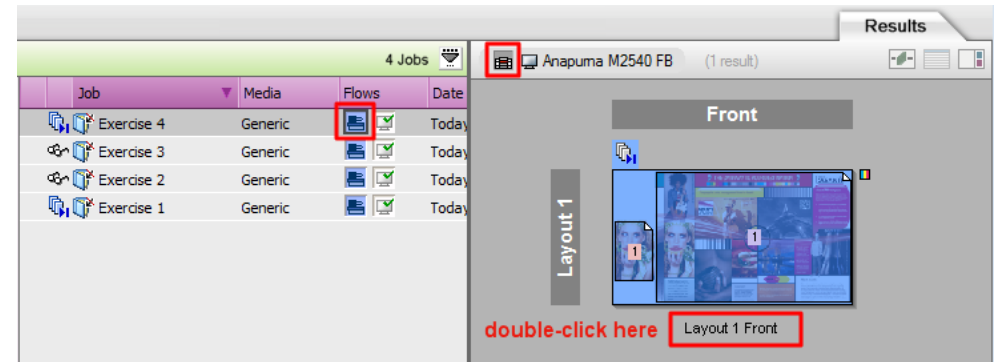 Results
4 Jobs
Anapurna M2540 FB (1 result)
Job Media Flows Date
Exercise 4 Generic Today
Exercise 3 Generic Today
Exercise 2 Generic Today
Exercise 1 Generic Today
Front
Layout 1
1
1
double-click here
Layout 1 Front